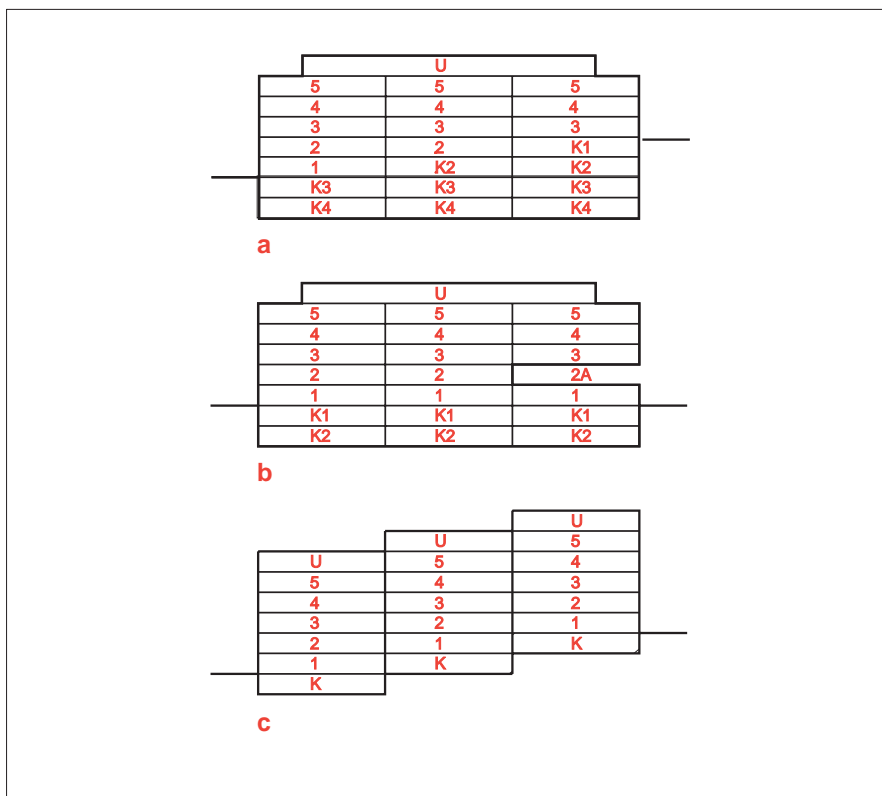 U
5 5 5
4 4 4
3 3 3
2 2 K1
1 K2 K2
K3 K3 K3
K4 K4 K4
a
U
5 5 5
4 4 4
3 3 3
2 2 2A
1 1 1
K1 K1 K1
K2 K2 K2
b
U
U 5
U 5 4
5 4 3
4 3 2
3 2 1
2 1 K
1 K
K
c